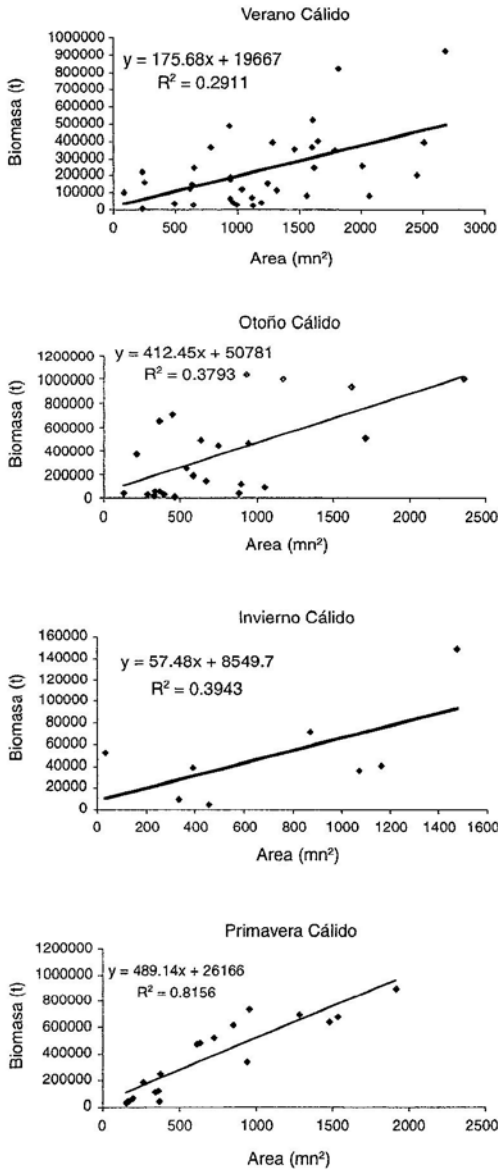 Verano Cálido
1000000
900000
800000
700000
600000
500000
400000
300000
200000
100000
0
y = 175.68x + 19667
R² = 0.2911
Biomasa (t)
0 500 1000 1500 2000 2500 3000
Area (mn²)
Otoño Cálido
1200000
1000000
800000
600000
400000
200000
0
y = 412.45x + 50781
R² = 0.3793
Biomasa (t)
0 500 1000 1500 2000 2500
Area (mn²)
Invierno Cálido
160000
140000
120000
100000
80000
60000
40000
20000
0
y = 57.48x + 8549.7
R² = 0.3943
Biomasa (t)
0 200 400 600 800 1000 1200 1400 1600
Area (mn²)
Primavera Cálido
1200000
1000000
800000
600000
400000
200000
0
y = 489.14x + 26166
R² = 0.8156
Biomasa (t)
0 500 1000 1500 2000 2500
Area (mn²)